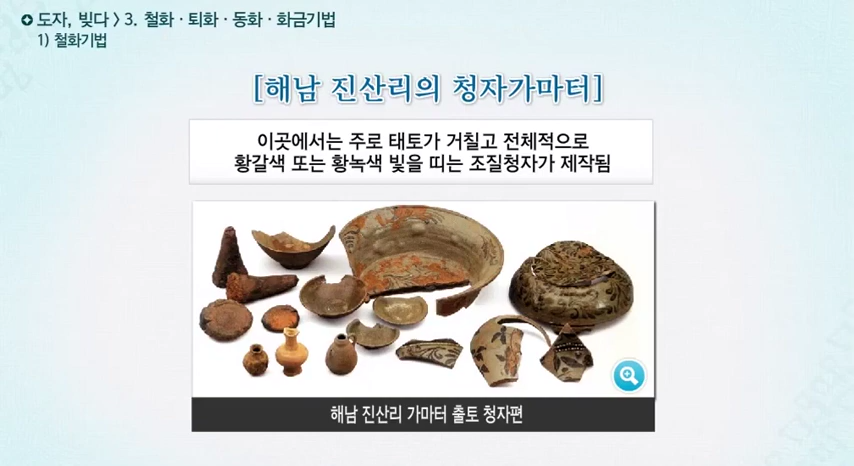 도자, 빚다 > 3. 철화 · 퇴화 · 동화 · 화금기법
1) 철화기법
[해남 진산리의 청자가마터]
이곳에서는 주로 태토가 거칠고 전체적으로
황갈색 또는 황녹색 빛을 띠는 조질청자가 제작됨
해남 진산리 가마터 출토 청자편